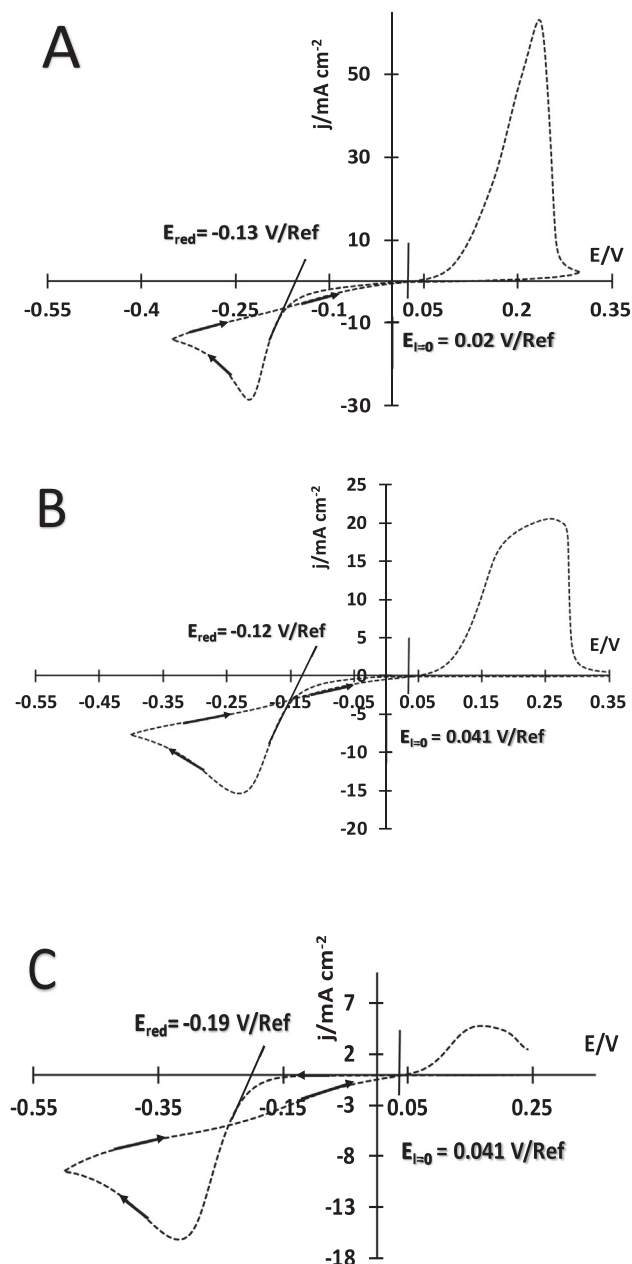 A
j/mA cm-2
50
30
10
Ered= -0.13 V/Ref
E/V
-0.55 -0.4 -0.25 -0.1 0.05 0.2 0.35
-10
EI=0 = 0.02 V/Ref
-30
B
j/mA cm-2
25
20
15
10
5
Ered= -0.12 V/Ref
E/V
0
-0.55 -0.45 -0.35 -0.25 -0.15 -0.05 0.05 0.15 0.25 0.35
-5
EI=0 = 0.041 V/Ref
-10
-15
-20
C
j/mA cm-2
7
Ered= -0.19 V/Ref
2
E/V
-0.55 -0.35 -0.15 0.05 0.25
-3
EI=0 = 0.041 V/Ref
-8
-13
-18